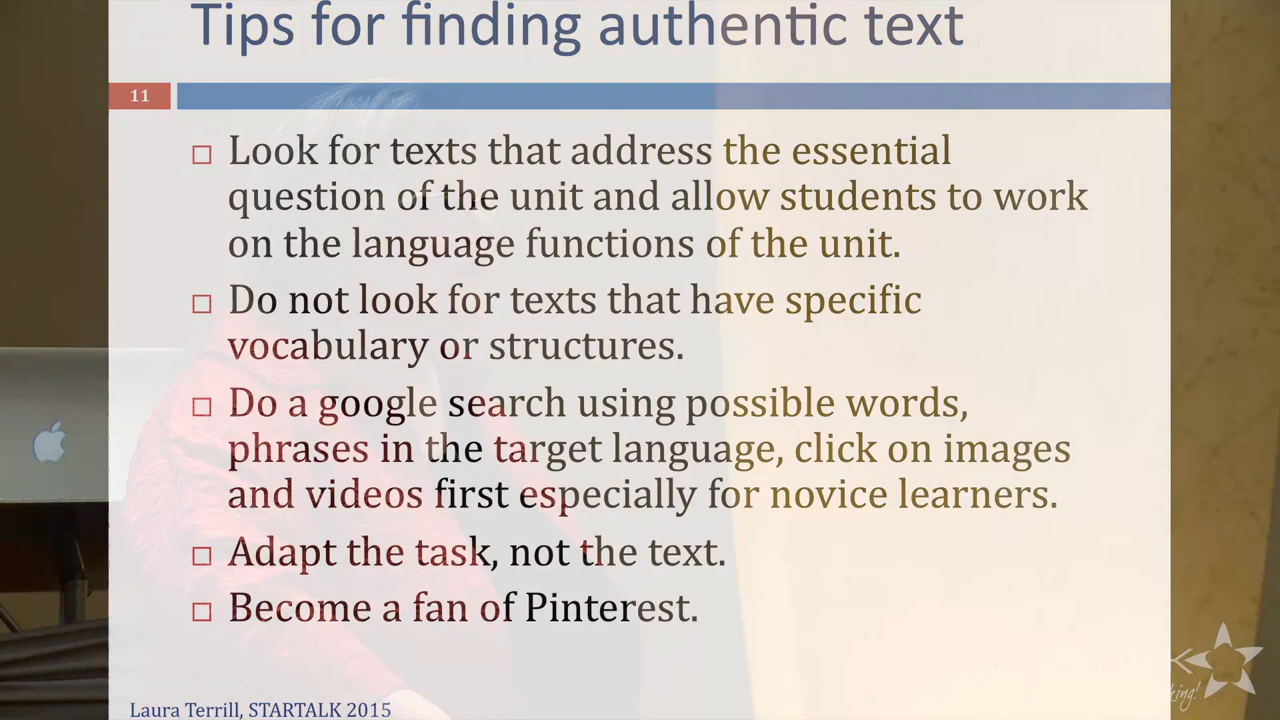 Tips for finding authentic text
11
Look for texts that address the essential
question of the unit and allow students to work
on the language functions of the unit.
Do not look for texts that have specific
vocabulary or structures.
Do a google search using possible words,
phrases in the target language, click on images
and videos first especially for novice learners.
Adapt the task, not the text.
Become a fan of Pinterest.
Laura Terrill, STARTALK 2015